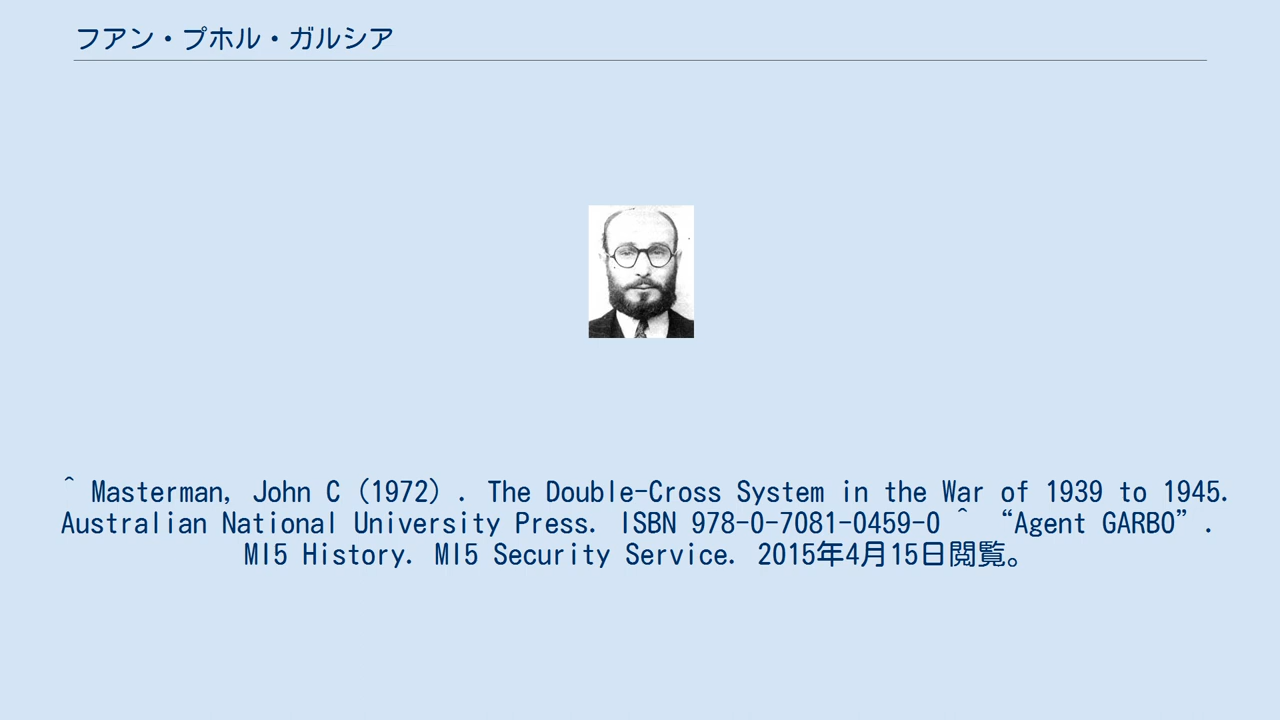 フアン・プホル・ガルシア
^ Masterman, John C (1972) . The Double-Cross System in the War of 1939 to 1945.
Australian National University Press. ISBN 978-0-7081-0459-0 ^ “Agent GARBO”.
MI5 History. MI5 Security Service. 2015年4月15日閲覧。